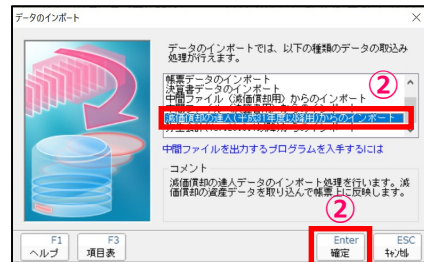 データのインポート
データのインポートでは、以下の種類のデータの取込み
処理が行えます。
帳票データのインポート
決算書データのインポート
中間ファイル（減価償却用）からのインポート
②
減価償却の達人(平成31年度以降用)からのインポート
中間ファイルを出力するプログラムを入手するには
コメント
減価償却の達人データのインポート処理を行います。減
価償却の資産データを取り込んで帳票上に反映します。
②
F1 F3 Enter ESC
ヘルプ 項目表 確定 ｷｬﾝｾﾙ